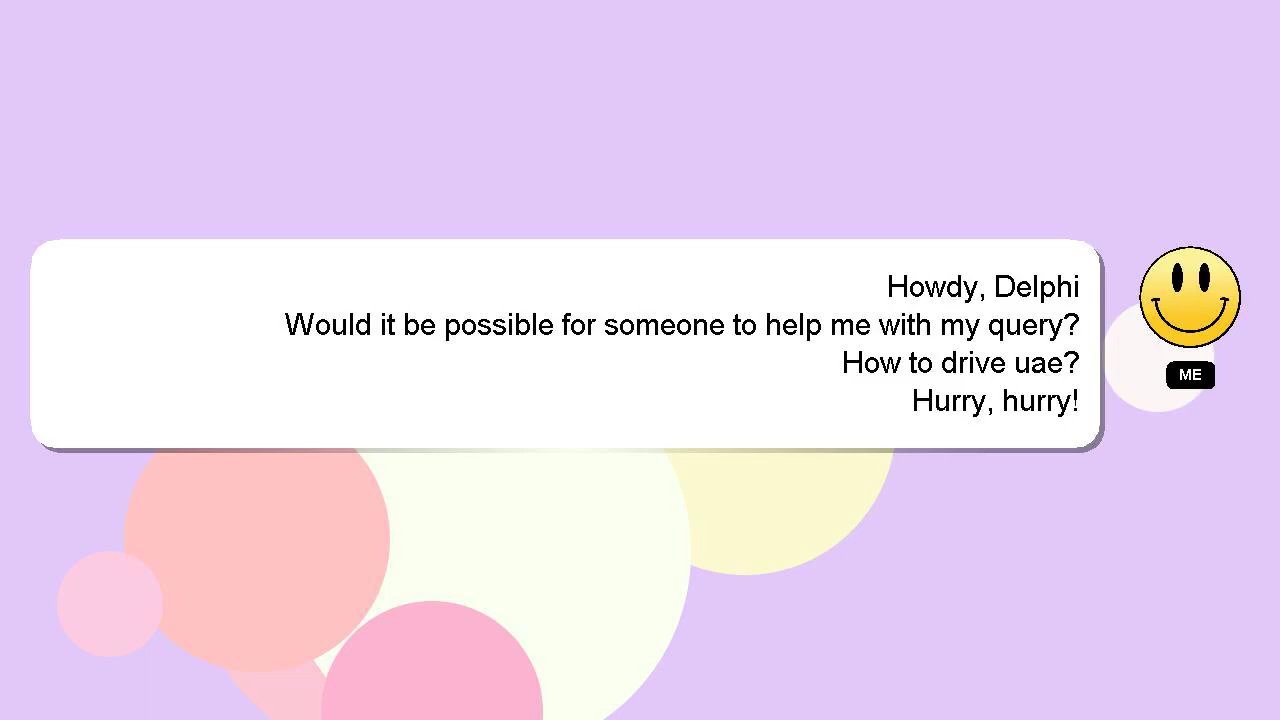 Howdy, Delphi
Would it be possible for someone to help me with my query?
How to drive uae?
Hurry, hurry!
ME